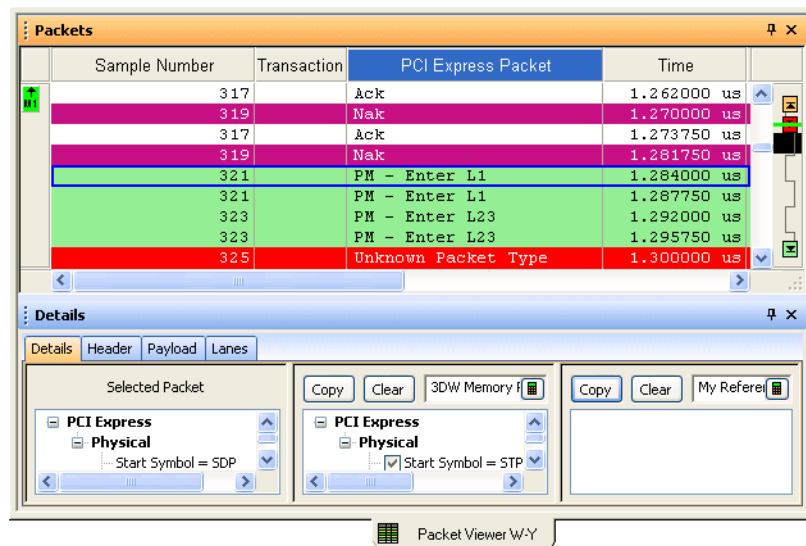 Packets
Sample Number Transaction PCI Express Packet Time
M1 317 Ack 1.262000 us
319 Nak 1.270000 us
317 Ack 1.273750 us
319 Nak 1.281750 us
321 PM - Enter L1 1.284000 us
321 PM - Enter L1 1.287750 us
323 PM - Enter L23 1.292000 us
323 PM - Enter L23 1.295750 us
325 Unknown Packet Type 1.300000 us
Details
Details Header Payload Lanes
Selected Packet Copy Clear 3DW Memory Copy Clear My
PCI Express PCI Express
Physical Physical
Start Symbol = SDP Start Symbol = STP
Packet Viewer W-Y